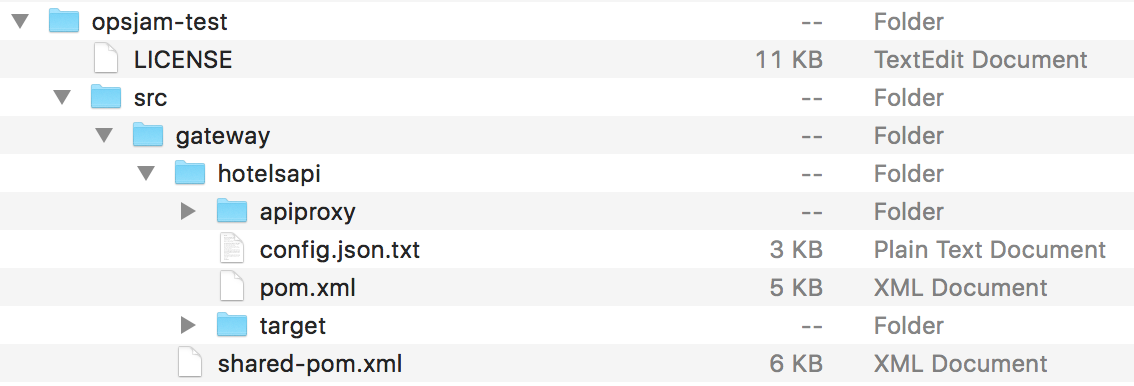 opsjam-test -- Folder
LICENSE 11 KB TextEdit Document
src -- Folder
gateway -- Folder
hotelsapi -- Folder
apiproxy -- Folder
config.json.txt 3 KB Plain Text Document
pom.xml 5 KB XML Document
target -- Folder
shared-pom.xml 6 KB XML Document